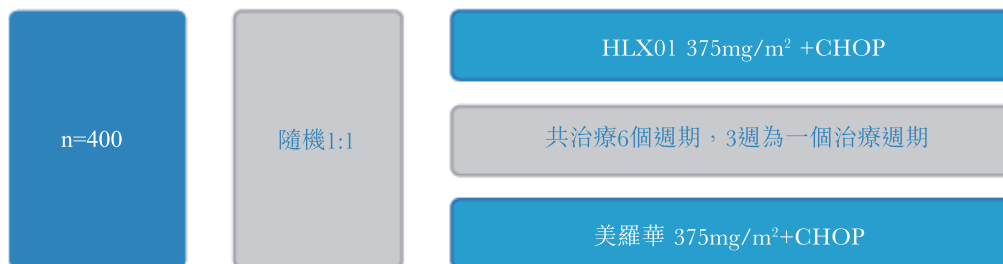 n=400
隨機1:1
HLX01 375mg/m² +CHOP
共治療6個週期，3週為一個治療週期
美羅華 375mg/m²+CHOP